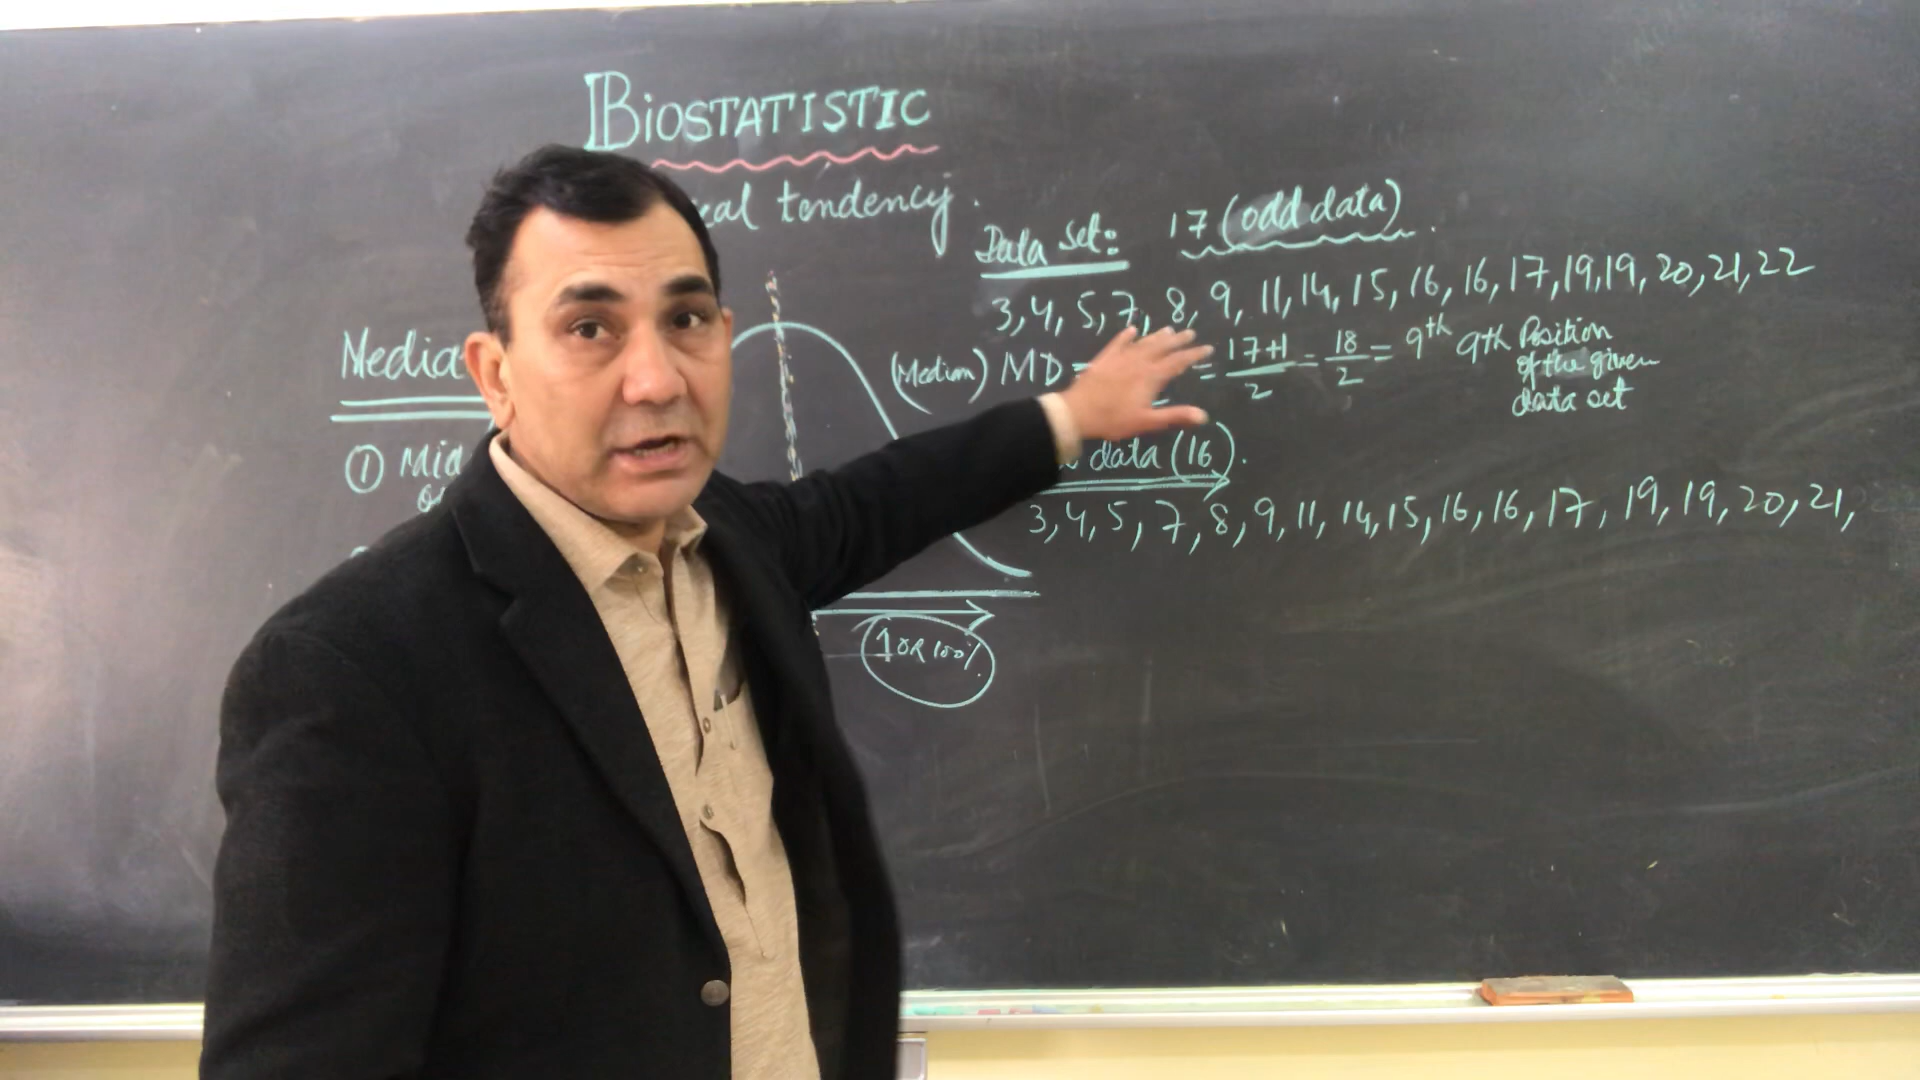 BIOSTATISTIC
tendency.
Data Set: 17 (odd data).
3, 4, 5, 7, 8, 9, 11, 14, 15, 16, 16, 17, 19, 19, 20, 21, 22
(Median) MD = = 17+1/2 = 18/2 = 9th 9th Position
of the given
data set
data (16).
3, 4, 5, 7, 8, 9, 11, 14, 15, 16, 16, 17, 19, 19, 20, 21,
Media
① Mid
1 OR 100%